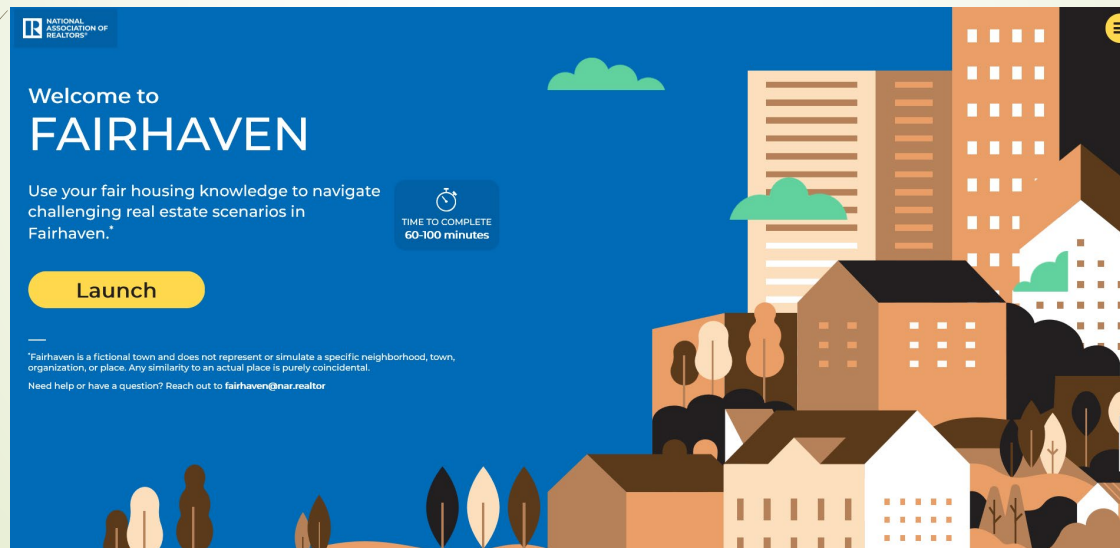 NATIONAL
ASSOCIATION OF
REALTORS®
Welcome to
FAIRHAVEN
Use your fair housing knowledge to navigate
challenging real estate scenarios in
Fairhaven.*
TIME TO COMPLETE
60-100 minutes
Launch
*Fairhaven is a fictional town and does not represent or simulate a specific neighborhood, town,
organization, or place. Any similarity to an actual place is purely coincidental.
Need help or have a question? Reach out to fairhaven@nar.realtor